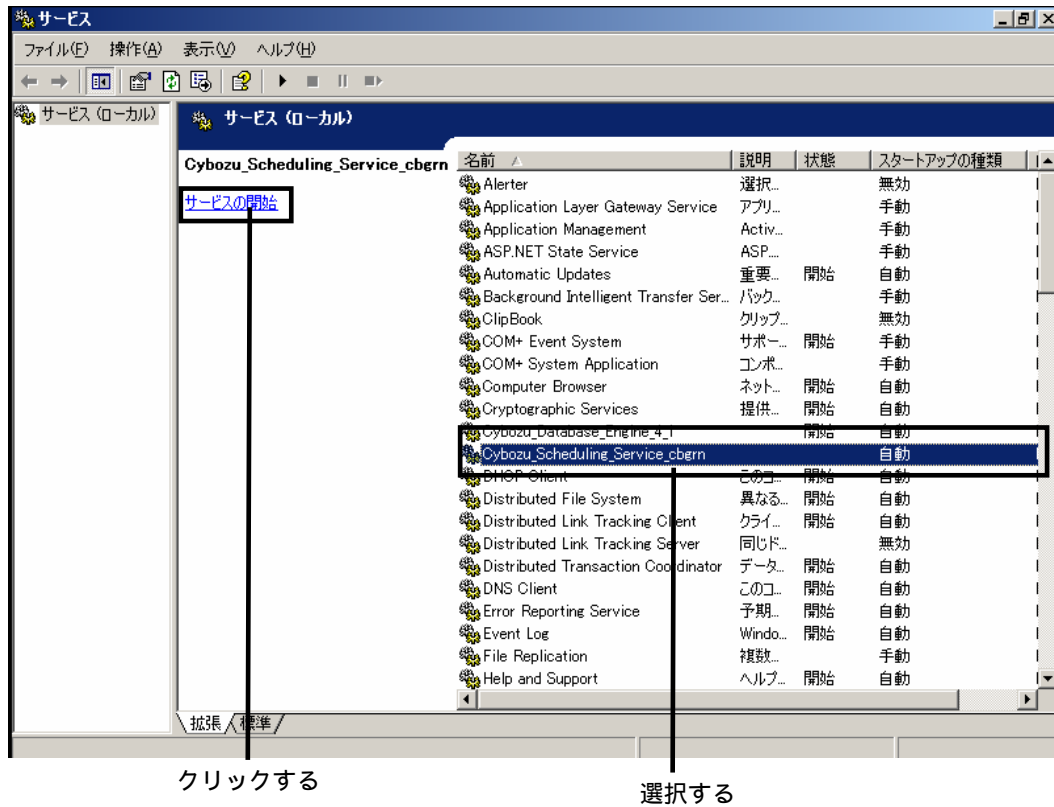 サービス
ファイル(F) 操作(A) 表示(V) ヘルプ(H)
サービス (ローカル)
サービス (ローカル)
Cybozu_Scheduling_Service_cbgrn
サービスの開始
名前 説明 状態 スタートアップの種類
Alerter 選択... 無効
Application Layer Gateway Service アプリ... 手動
Application Management Activ... 手動
ASP.NET State Service ASP.... 手動
Automatic Updates 重要... 開始 自動
Background Intelligent Transfer Ser... バック... 手動
ClipBook クリップ... 無効
COM+ Event System サポー... 開始 手動
COM+ System Application コンポ... 手動
Computer Browser ネット... 開始 自動
Cryptographic Services 提供... 開始 自動
Cybozu_Database_Engine_4_1 開始 自動
Cybozu_Scheduling_Service_cbgrn 自動
DHCP Client このコ... 開始 自動
Distributed File System 異なる... 開始 自動
Distributed Link Tracking Client クライ... 開始 自動
Distributed Link Tracking Server 同じド... 無効
Distributed Transaction Coordinator データ... 開始 自動
DNS Client このコ... 開始 自動
Error Reporting Service 予期... 開始 自動
Event Log Windo... 開始 自動
File Replication 複数... 手動
Help and Support ヘルプ... 開始 自動
拡張 標準
クリックする
選択する